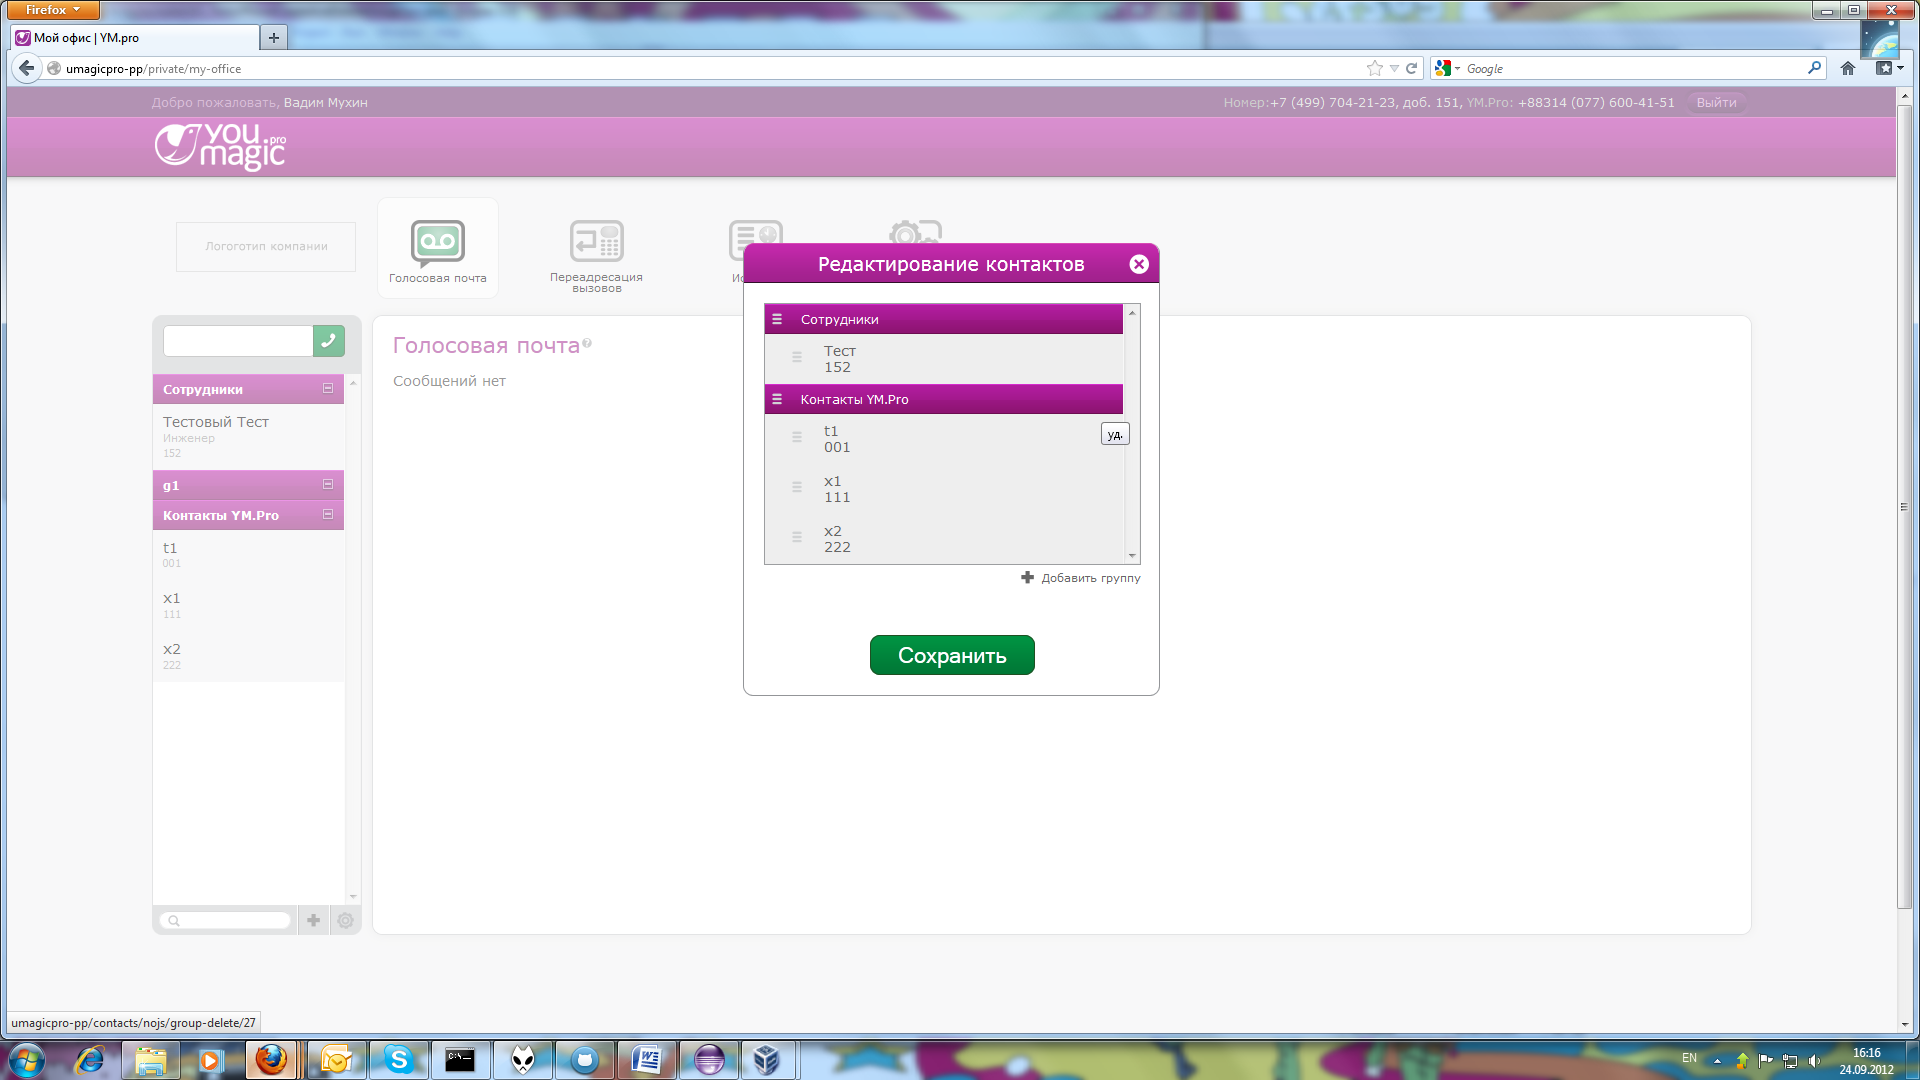 Firefox
Мой офис | YM.pro
umagicpro-pp/private/my-office
Google
Добро пожаловать, Вадим Мухин
Номер:+7 (499) 704-21-23, доб. 151, YM.Pro: +88314 (077) 600-41-51
Выйти
you
magic
pro
Логоготип компании
Голосовая почта
Переадресация
вызовов
Ис
Редактирование контактов
Сотрудники
Тест
152
Контакты YM.Pro
t1
001
уд.
x1
111
x2
222
Добавить группу
Сохранить
Сотрудники
Тестовый Тест
Инженер
152
g1
Контакты YM.Pro
t1
001
x1
111
x2
222
Голосовая почта
Сообщений нет
umagicpro-pp/contacts/nojs/group-delete/27
C:\
EN
16:16
24.09.2012